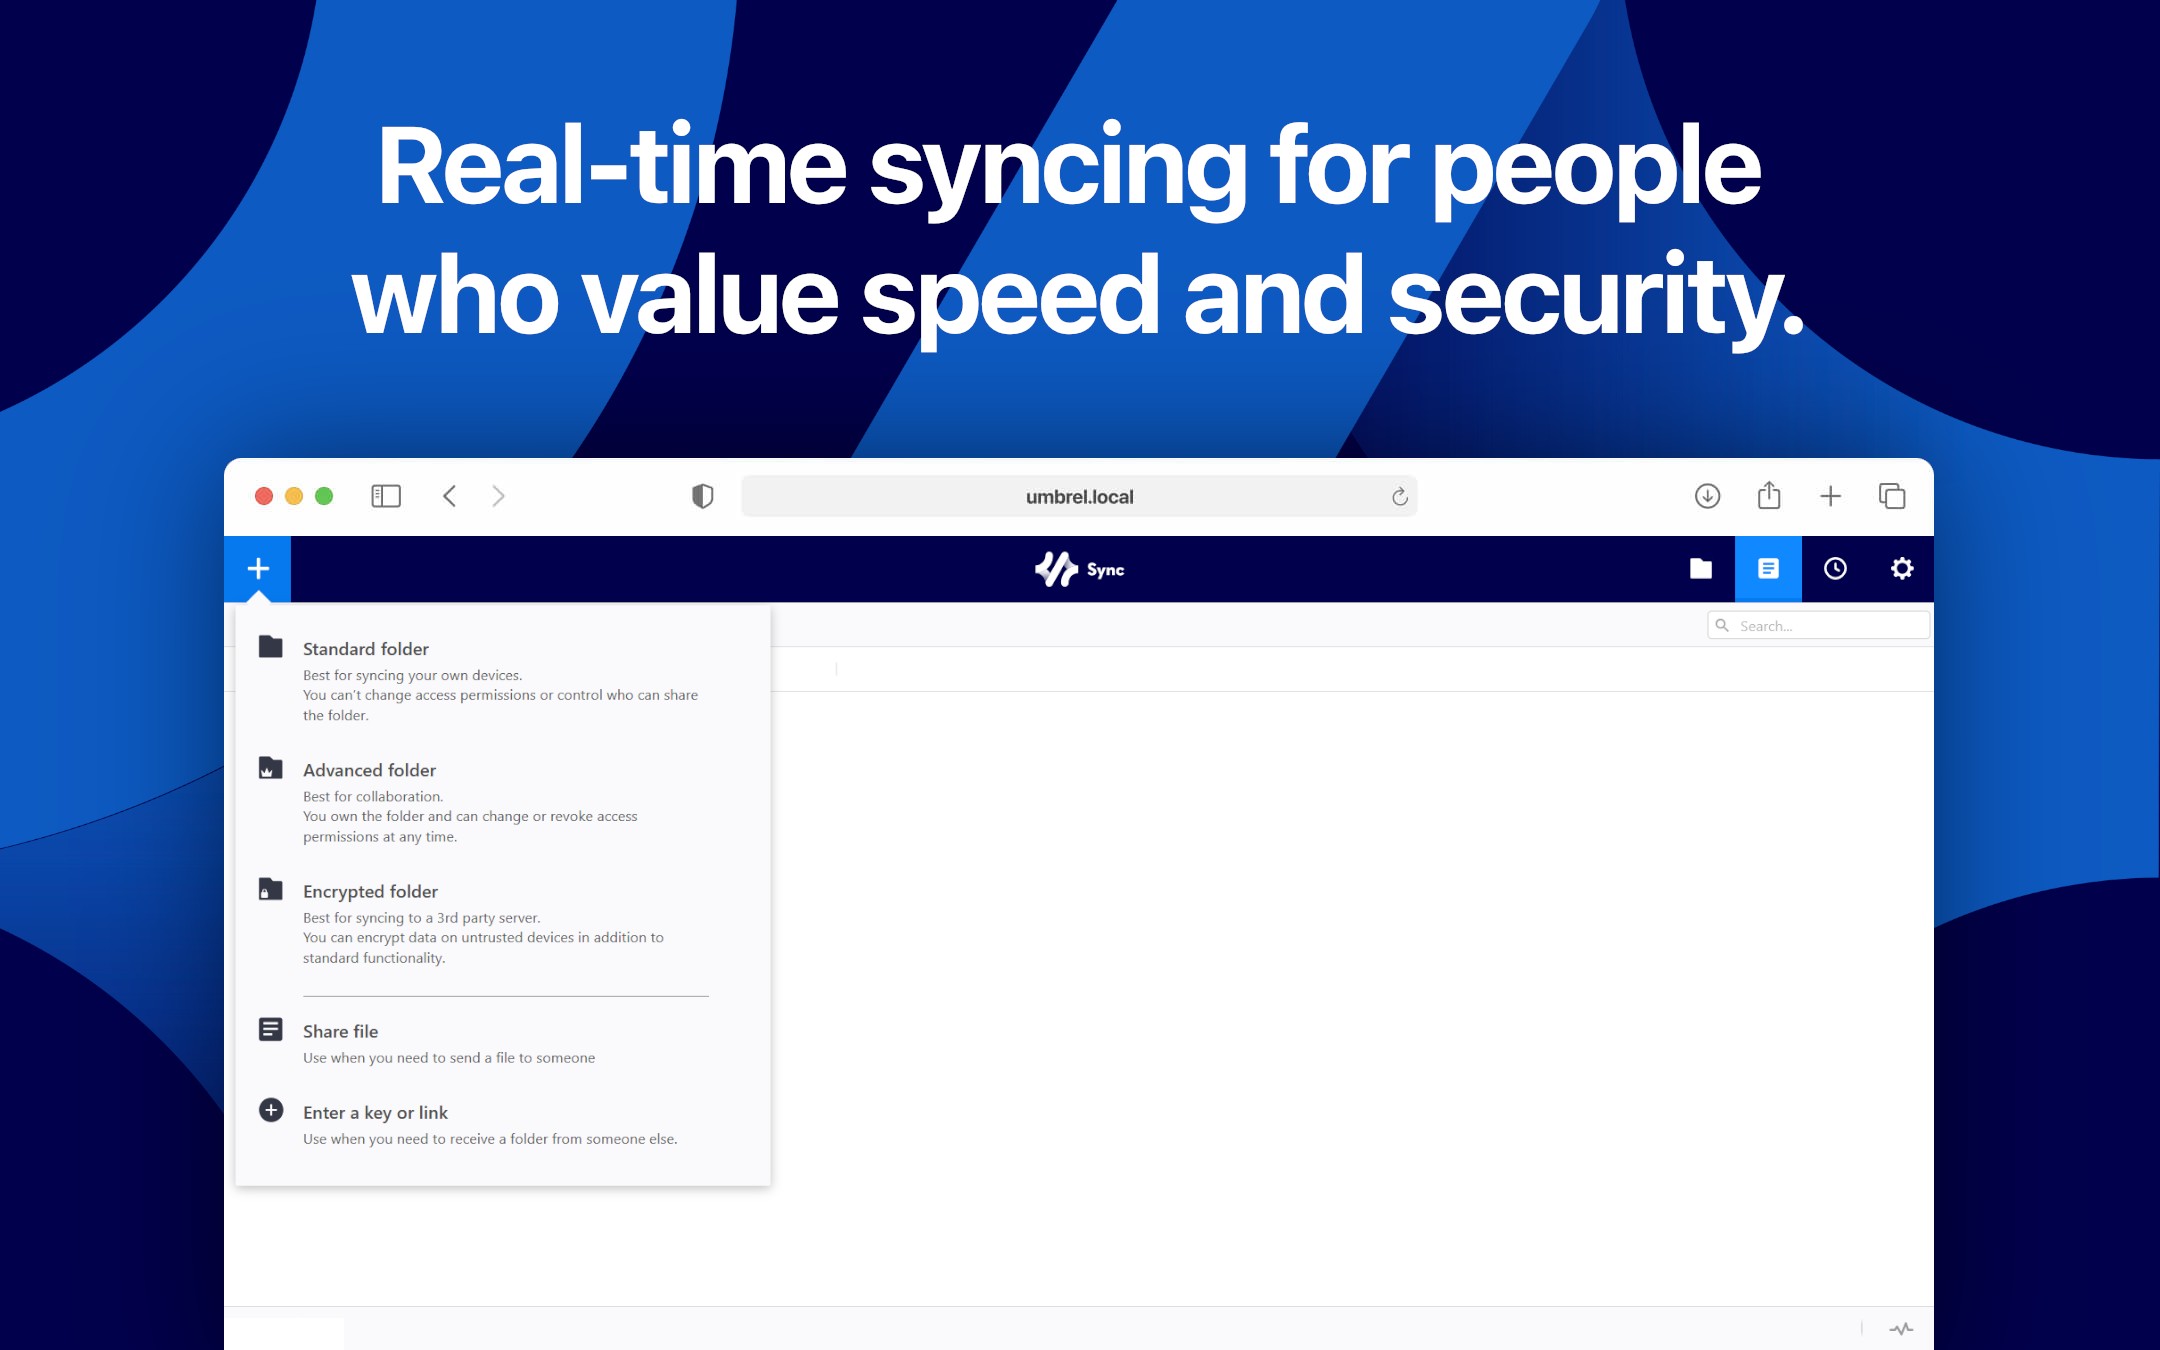 Real-time syncing for people
who value speed and security.
umbrel.local
Sync
Search...
Standard folder
Best for syncing your own devices.
You can't change access permissions or control who can share
the folder.
Advanced folder
Best for collaboration.
You own the folder and can change or revoke access
permissions at any time.
Encrypted folder
Best for syncing to a 3rd party server.
You can encrypt data on untrusted devices in addition to
standard functionality.
Share file
Use when you need to send a file to someone
Enter a key or link
Use when you need to receive a folder from someone else.